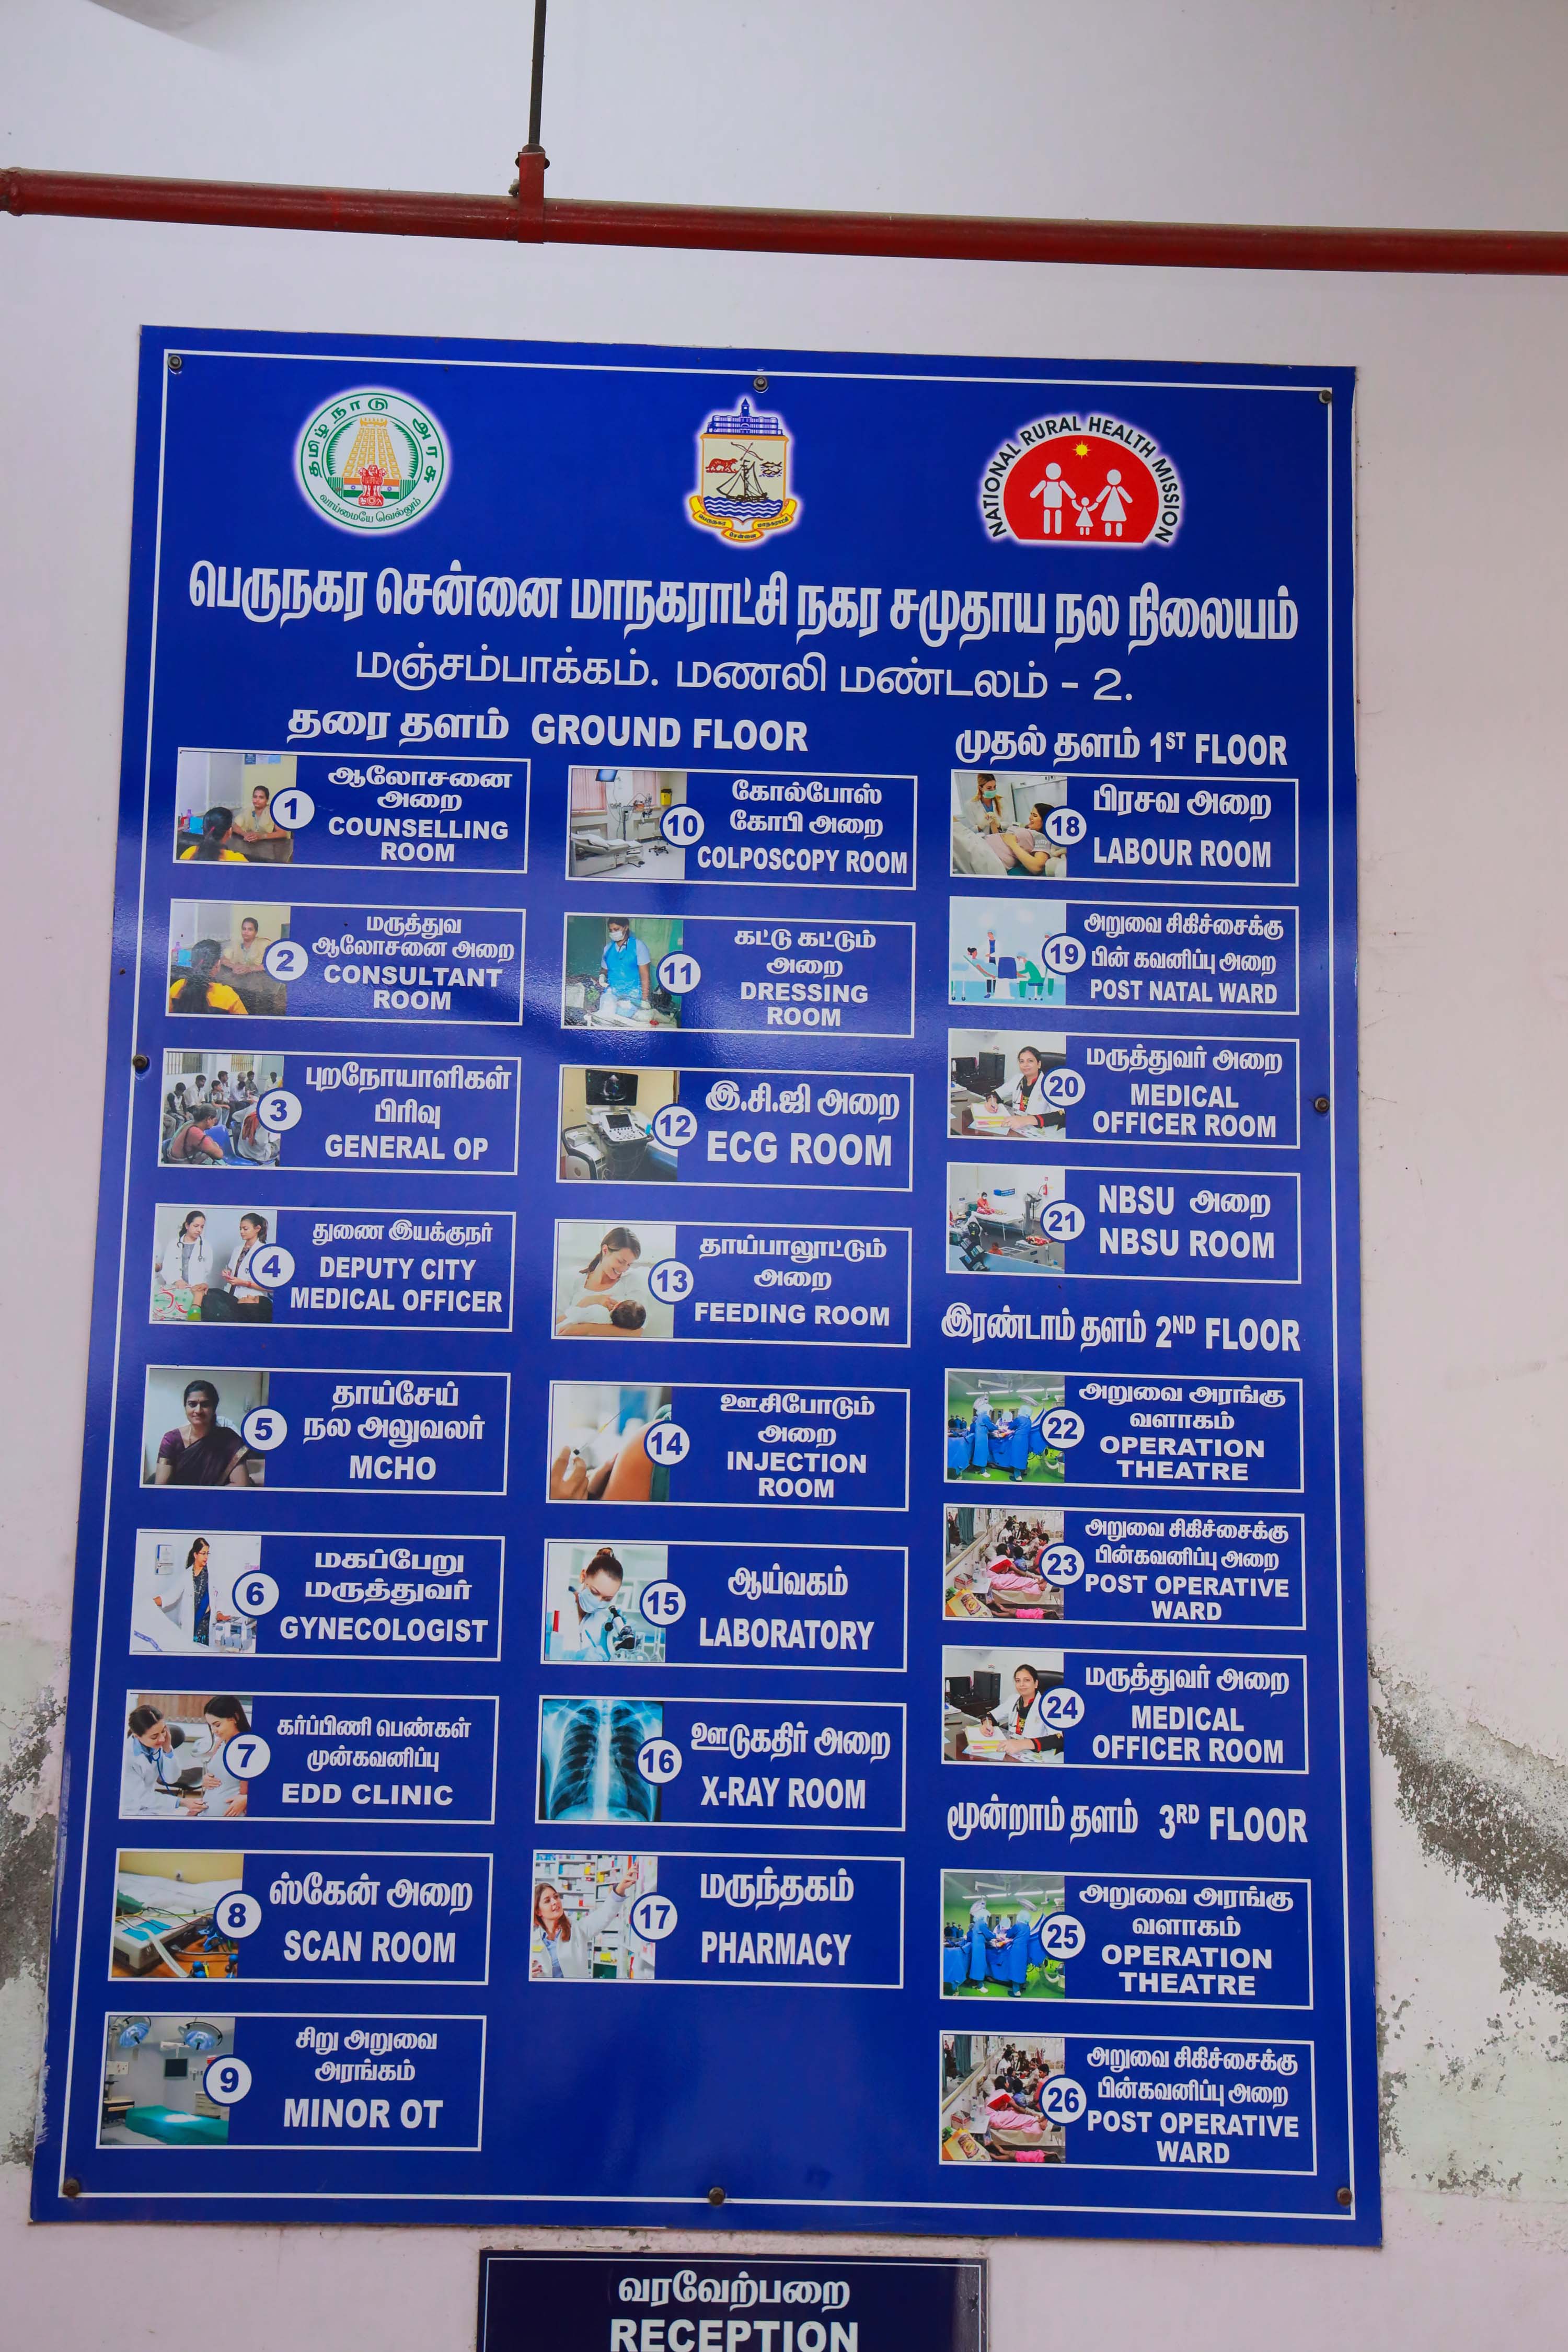 தமிழ்நாடு அரசு
வாய்மையே வெல்லும்
பெருநகர
மாநகராட்சி
சென்னை
NATIONAL RURAL HEALTH MISSION
பெருநகர சென்னை மாநகராட்சி நகர சமுதாய நல நிலையம்
மஞ்சம்பாக்கம். மணலி மண்டலம் - 2.
தரை தளம் GROUND FLOOR
1
ஆலோசனை
அறை
COUNSELLING
ROOM
2
மருத்துவ
ஆலோசனை அறை
CONSULTANT
ROOM
3
புறநோயாளிகள்
பிரிவு
GENERAL OP
4
துணை இயக்குநர்
DEPUTY CITY
MEDICAL OFFICER
5
தாய்சேய்
நல அலுவலர்
MCHO
6
மகப்பேறு
மருத்துவர்
GYNECOLOGIST
7
கர்ப்பிணி பெண்கள்
முன்கவனிப்பு
EDD CLINIC
8
ஸ்கேன் அறை
SCAN ROOM
9
சிறு அறுவை
அரங்கம்
MINOR OT
10
கோல்போஸ்
கோபி அறை
COLPOSCOPY ROOM
11
கட்டு கட்டும்
அறை
DRESSING
ROOM
12
இ.சி.ஜி அறை
ECG ROOM
13
தாய்பாலூட்டும்
அறை
FEEDING ROOM
14
ஊசிபோடும்
அறை
INJECTION
ROOM
15
ஆய்வகம்
LABORATORY
16
ஊடுகதிர் அறை
X-RAY ROOM
17
மருந்தகம்
PHARMACY
முதல் தளம் 1ST FLOOR
18
பிரசவ அறை
LABOUR ROOM
19
அறுவை சிகிச்சைக்கு
பின் கவனிப்பு அறை
POST NATAL WARD
20
மருத்துவர் அறை
MEDICAL
OFFICER ROOM
21
NBSU அறை
NBSU ROOM
இரண்டாம் தளம் 2ND FLOOR
22
அறுவை அரங்கு
வளாகம்
OPERATION
THEATRE
23
அறுவை சிகிச்சைக்கு
பின்கவனிப்பு அறை
POST OPERATIVE
WARD
24
மருத்துவர் அறை
MEDICAL
OFFICER ROOM
மூன்றாம் தளம் 3RD FLOOR
25
அறுவை அரங்கு
வளாகம்
OPERATION
THEATRE
26
அறுவை சிகிச்சைக்கு
பின்கவனிப்பு அறை
POST OPERATIVE
WARD
வரவேற்பறை
RECEPTION